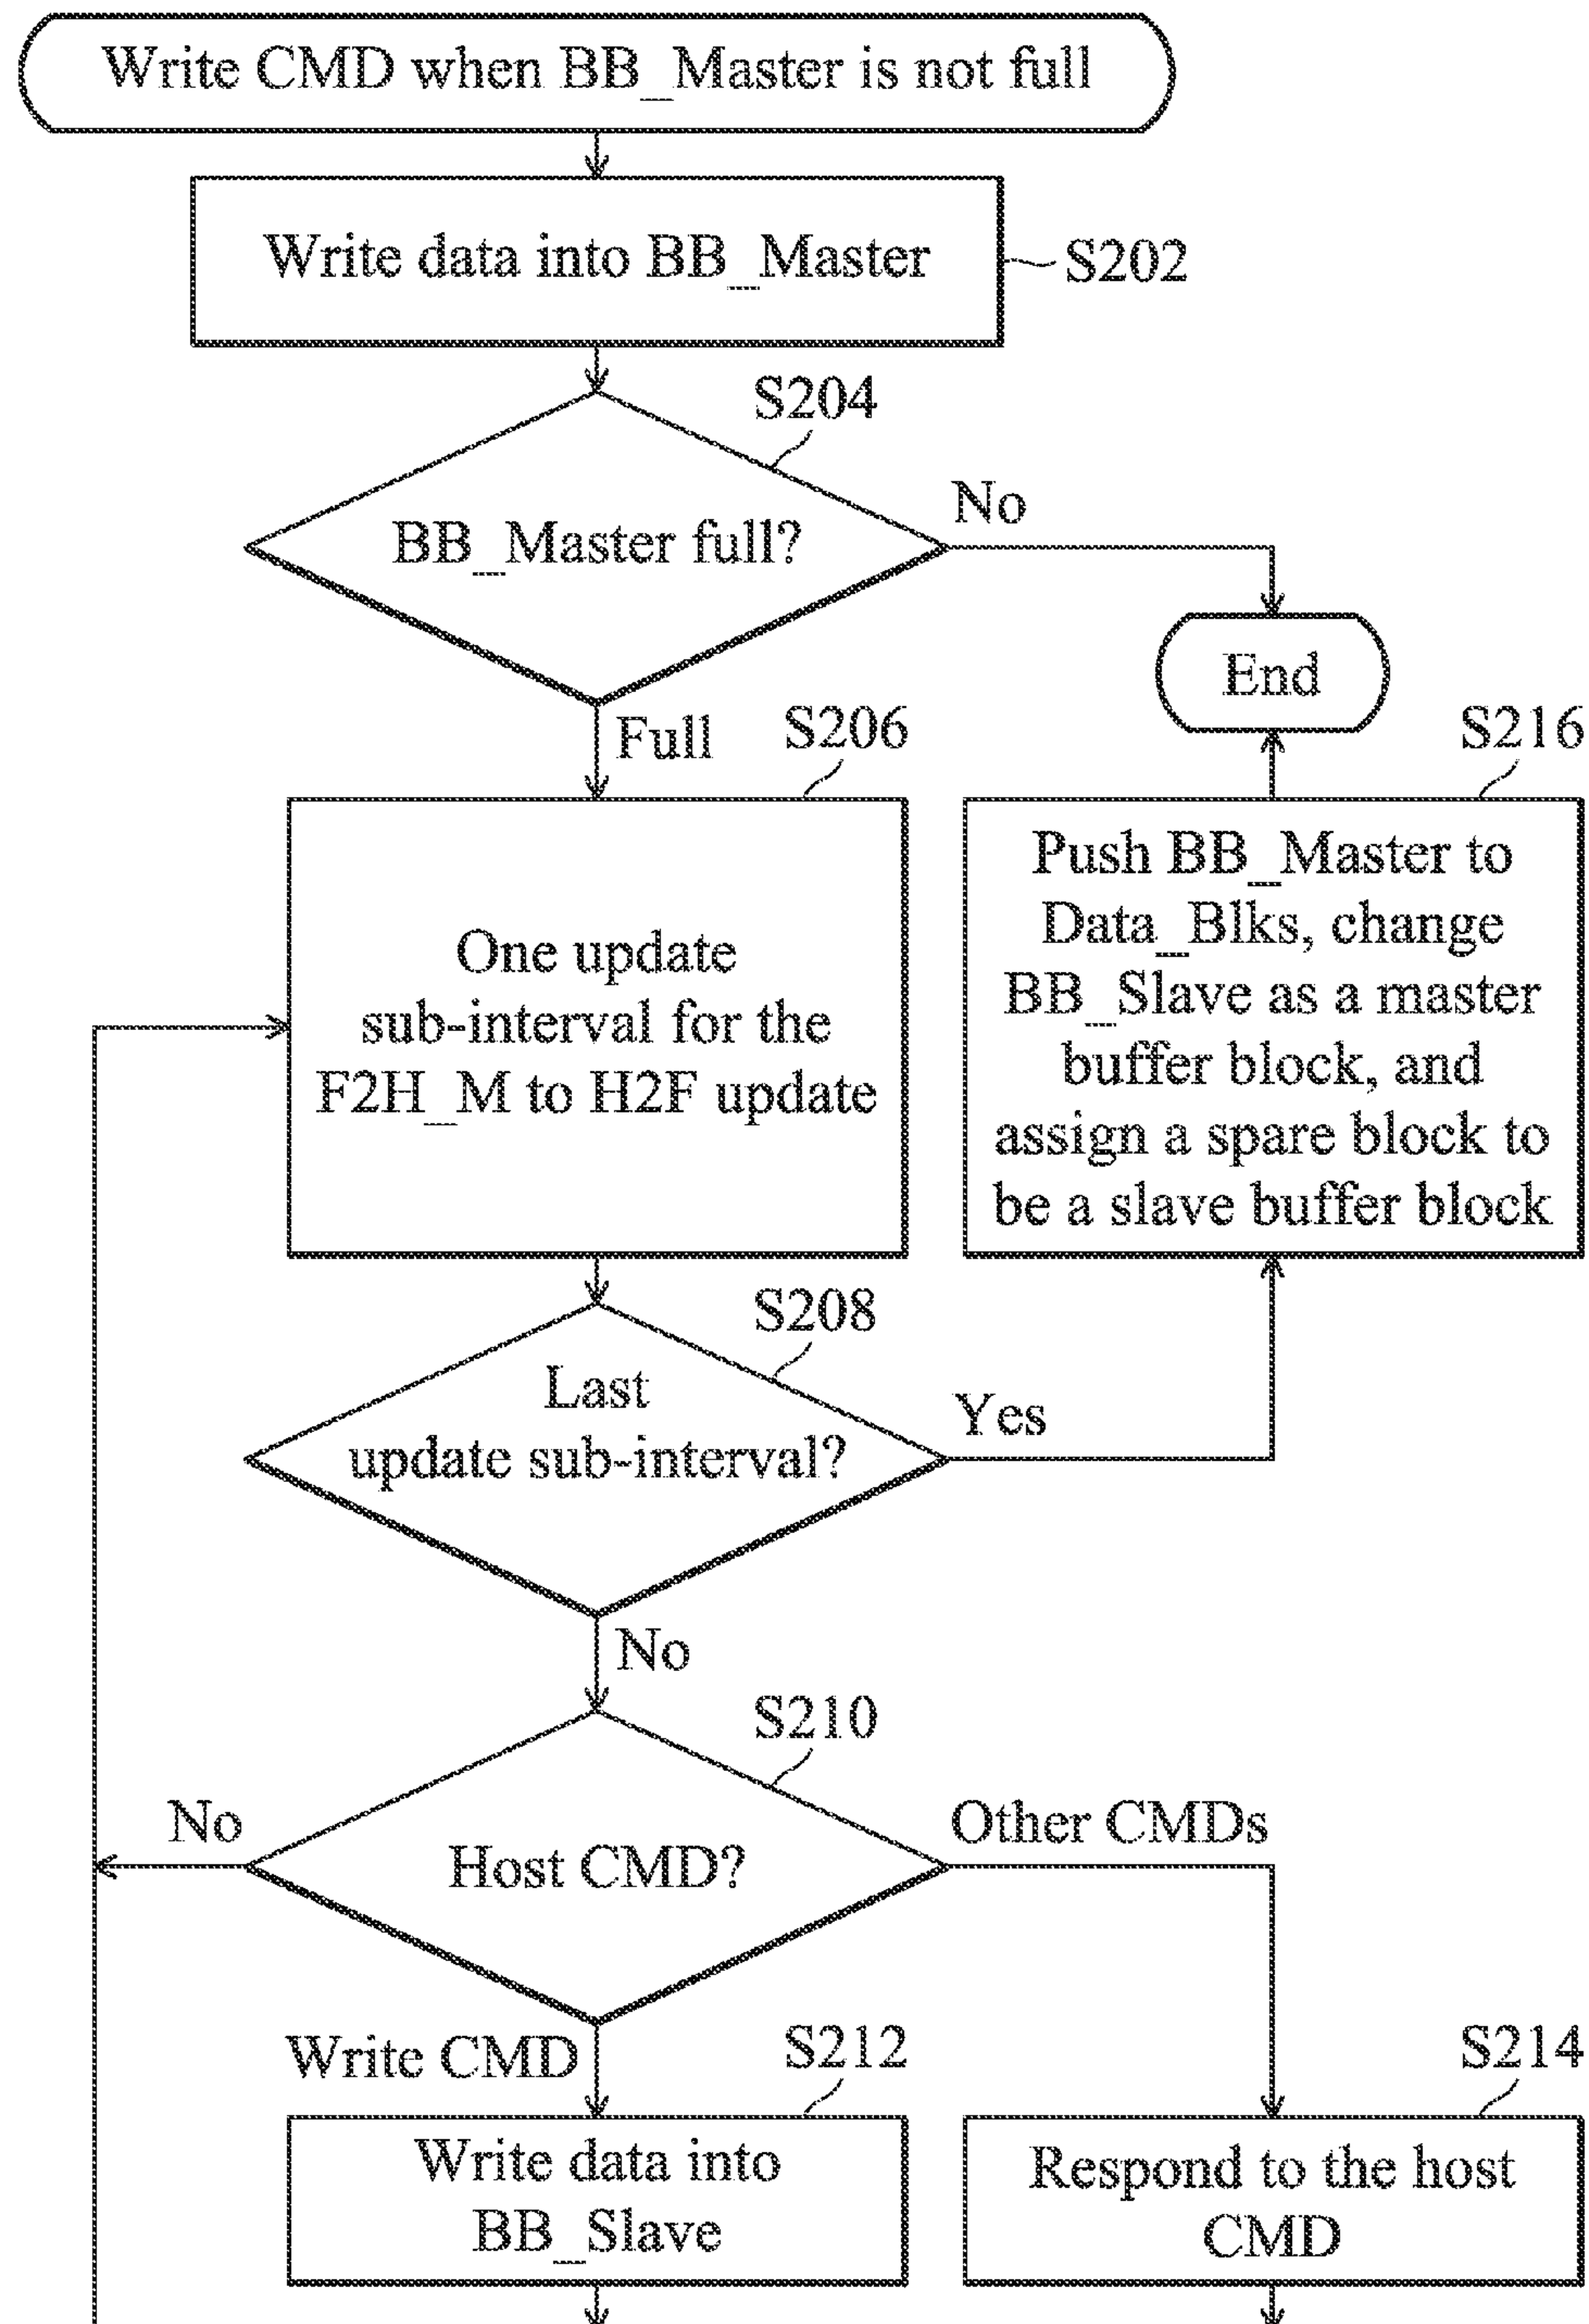 Write CMD when BB_Master is not full
Write data into BB_Master
S202
S204
BB_Master full?
No
End
Full
S206
S216
One update
sub-interval for the
F2H_M to H2F update
Push BB_Master to
Data_Blks, change
BB_Slave as a master
buffer block, and
assign a spare block to
be a slave buffer block
S208
Last
update sub-interval?
Yes
No
S210
No
Host CMD?
Other CMDs
Write CMD
S212
S214
Write data into
BB_Slave
Respond to the host
CMD